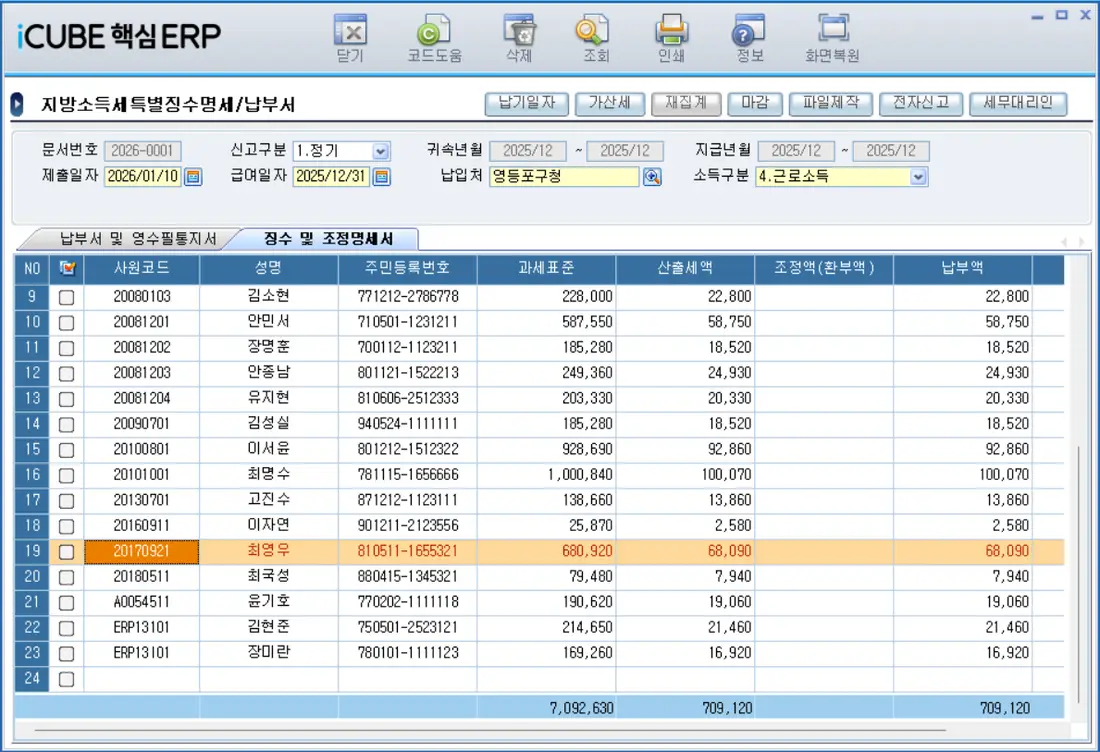 iCUBE 핵심ERP
닫기 코드도움 삭제 조회 인쇄 정보 화면복원
지방소득세특별징수명세/납부서 납기일자 가산세 재집계 마감 파일제작 전자신고 세무대리인
문서번호 2026-0001 신고구분 1.정기 귀속년월 2025/12 ~ 2025/12 지급년월 2025/12 ~ 2025/12
제출일자 2026/01/10 급여일자 2025/12/31 납입처 영등포구청 소득구분 4.근로소득
납부서 및 영수필통지서 징수 및 조정명세서
NO 사원코드 성명 주민등록번호 과세표준 산출세액 조정액(환부액) 납부액
9 20080103 김소현 771212-2786778 228,000 22,800 22,800
10 20081201 안민서 710501-1231211 587,550 58,750 58,750
11 20081202 장명훈 700112-1123211 185,280 18,520 18,520
12 20081203 안종남 801121-1522213 249,360 24,930 24,930
13 20081204 유지현 810606-2512333 203,330 20,330 20,330
14 20090701 김성실 940524-1111111 185,280 18,520 18,520
15 20100801 이서윤 801212-1512322 928,690 92,860 92,860
16 20101001 최명수 781115-1656666 1,000,840 100,070 100,070
17 20130701 고진수 871212-1123111 138,660 13,860 13,860
18 20160911 이자연 901211-2123556 25,870 2,580 2,580
19 20170921 최영우 810511-1655321 680,920 68,090 68,090
20 20180511 최국성 880415-1345321 79,480 7,940 7,940
21 A0054511 윤기호 770202-1111118 190,620 19,060 19,060
22 ERP13101 김현준 750501-2523121 214,650 21,460 21,460
23 ERP13I01 장미란 780101-1111123 169,260 16,920 16,920
24
7,092,630 709,120 709,120